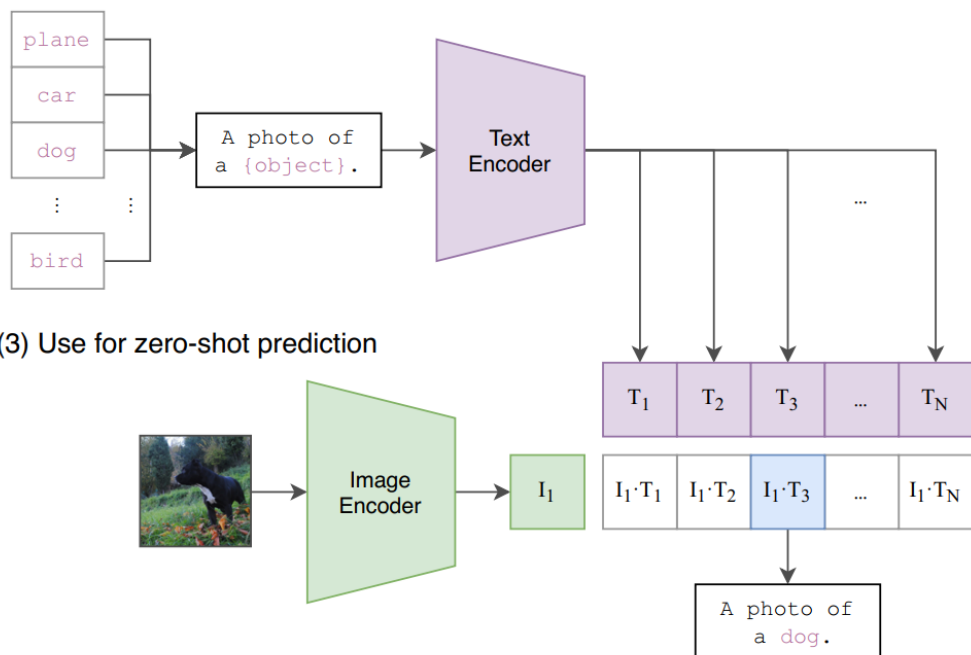 plane
car
dog
⋮ ⋮
bird
A photo of
a {object}.
Text
Encoder
...
(3) Use for zero-shot prediction
T1 T2 T3 ... TN
Image
Encoder
I1
I1·T1 I1·T2 I1·T3 ... I1·TN
A photo of
a dog.